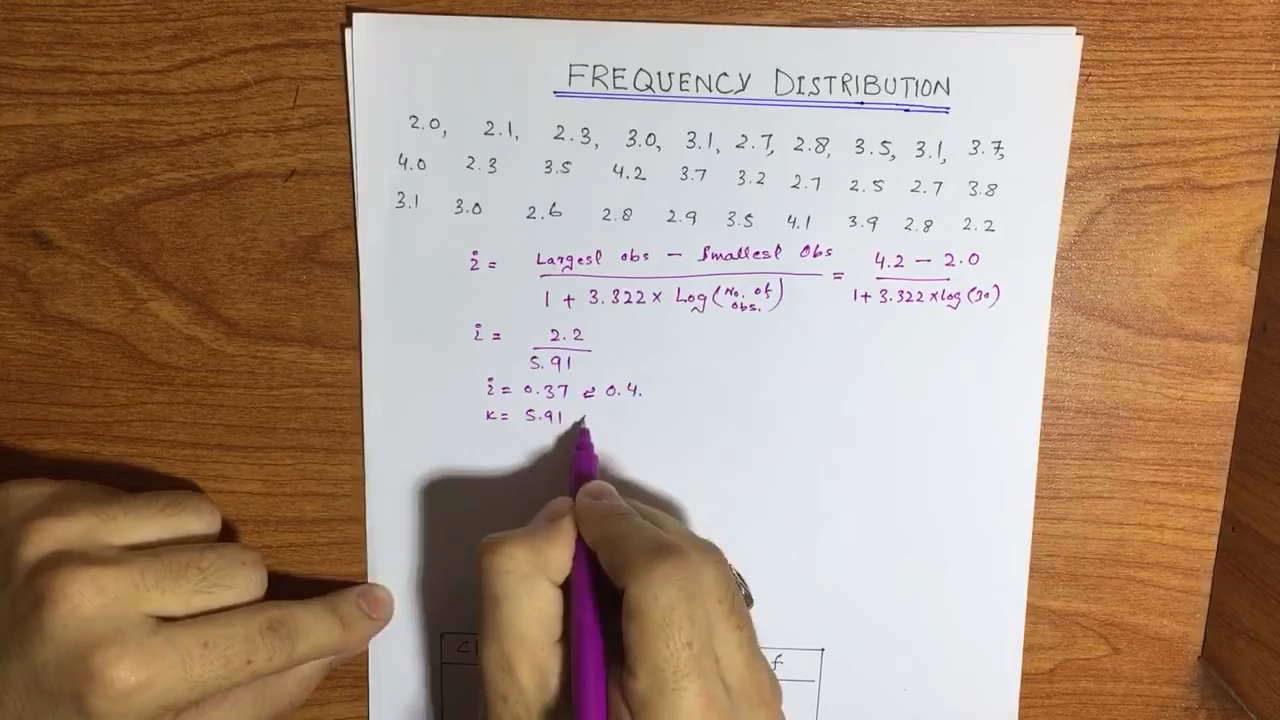 FREQUENCY DISTRIBUTION
2.0, 2.1, 2.3, 3.0, 3.1, 2.7, 2.8, 3.5, 3.1, 3.7,
4.0 2.3 3.5 4.2 3.7 3.2 2.7 2.5 2.7 3.8
3.1 3.0 2.6 2.8 2.9 3.5 4.1 3.9 2.8 2.2
i = Largest obs - Smallest Obs / 1 + 3.322 x Log (No. of obs.) = 4.2 - 2.0 / 1 + 3.322 x log (30)
i = 2.2 / 5.91
i = 0.37 ≈ 0.4.
K = 5.91
f